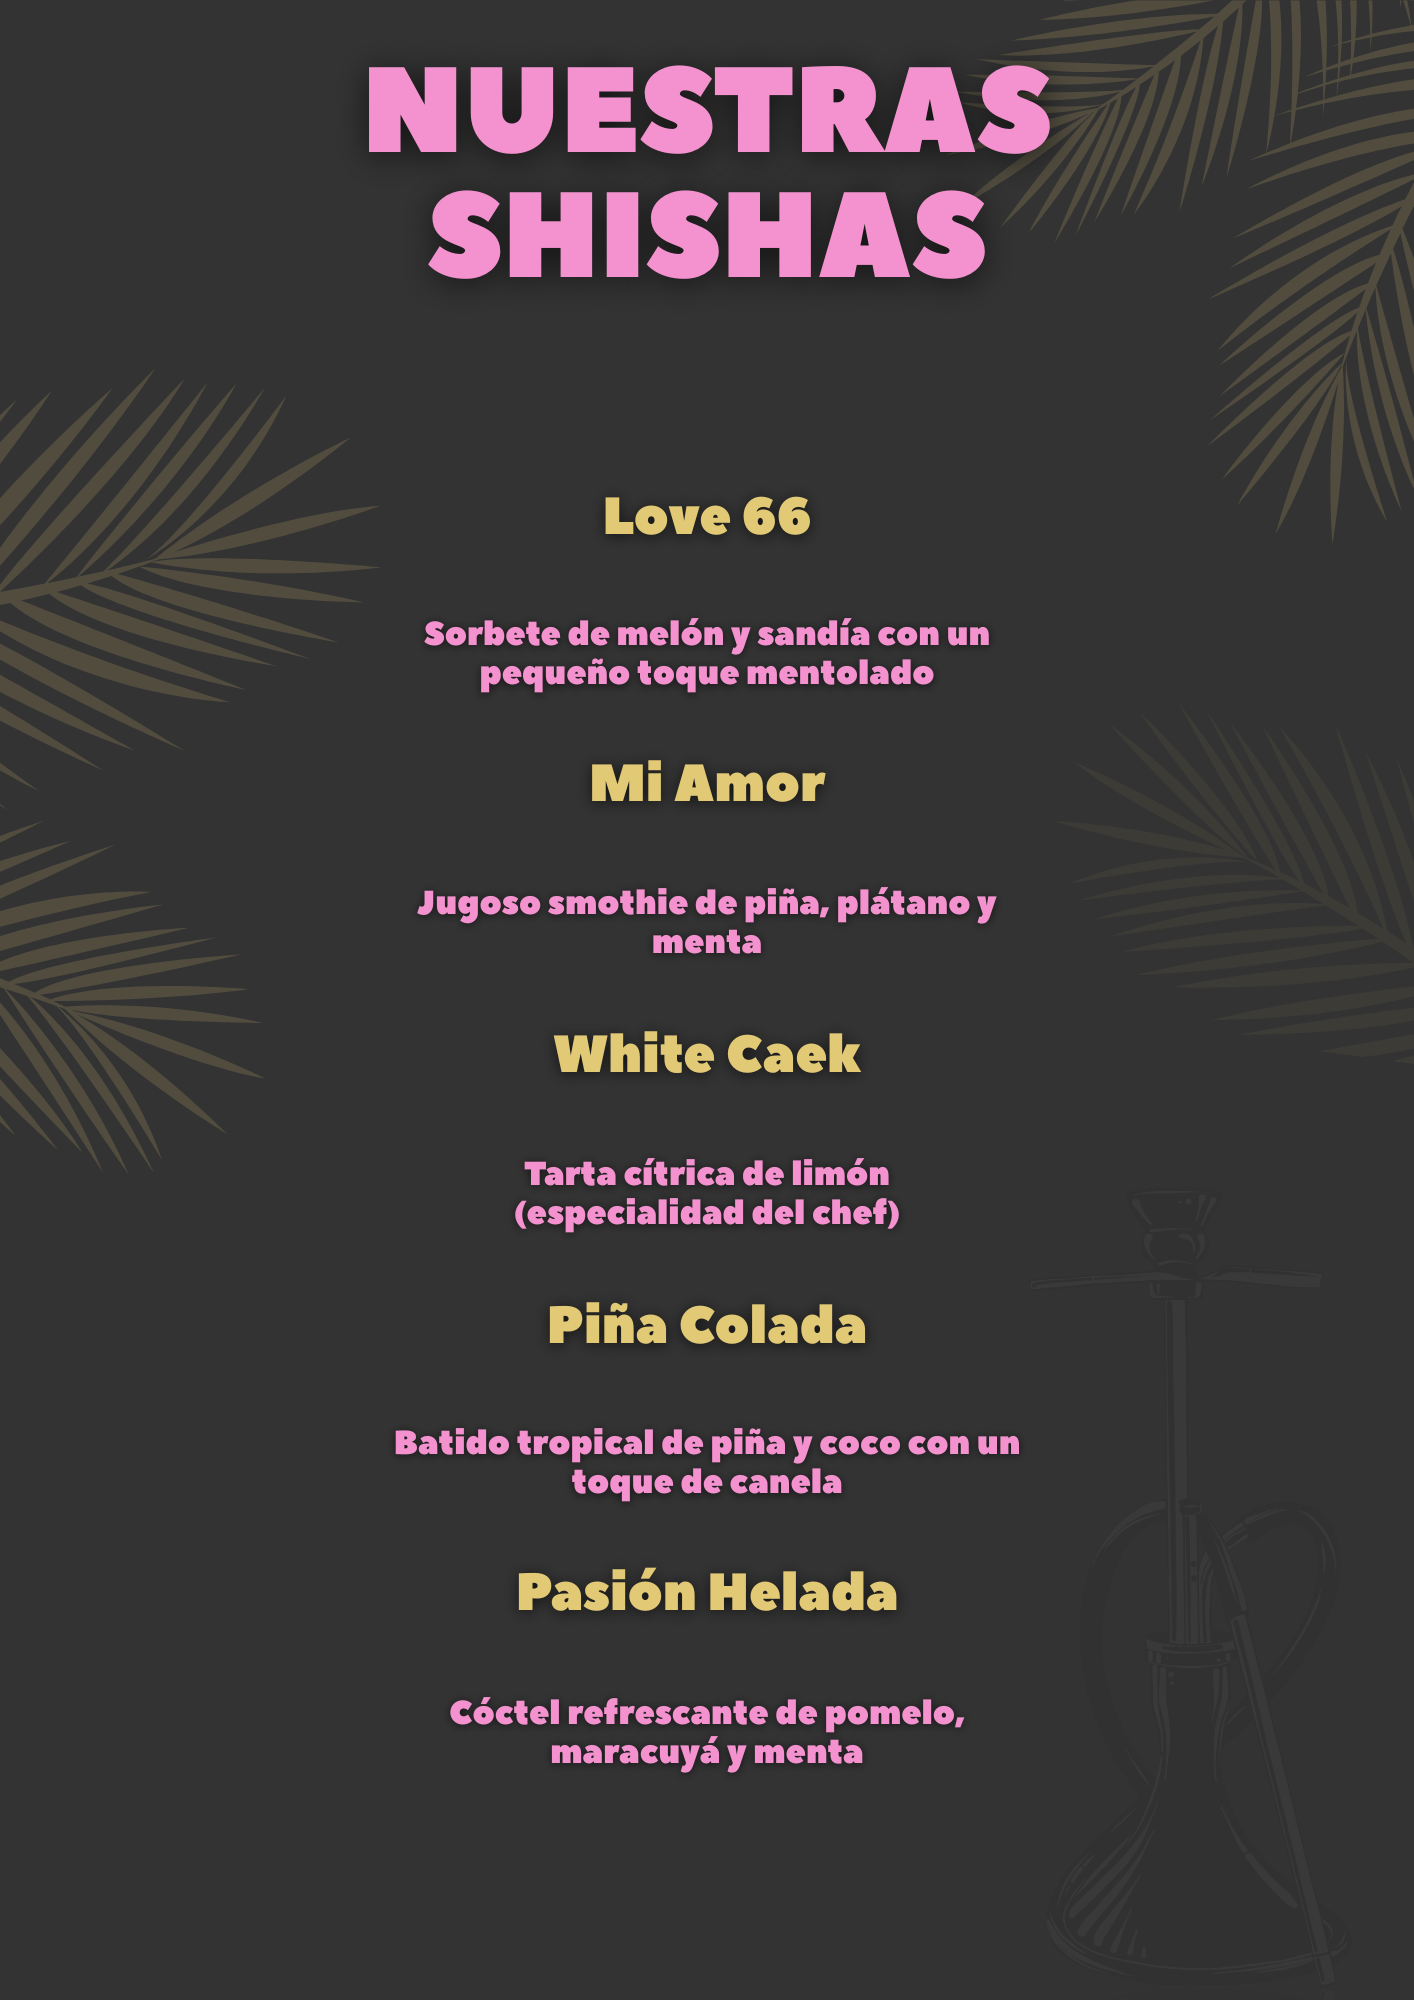 NUESTRAS
SHISHAS
Love 66
Sorbete de melón y sandía con un
pequeño toque mentolado
Mi Amor
Jugoso smothie de piña, plátano y
menta
White Caek
Tarta cítrica de limón
(especialidad del chef)
Piña Colada
Batido tropical de piña y coco con un
toque de canela
Pasión Helada
Cóctel refrescante de pomelo,
maracuyá y menta